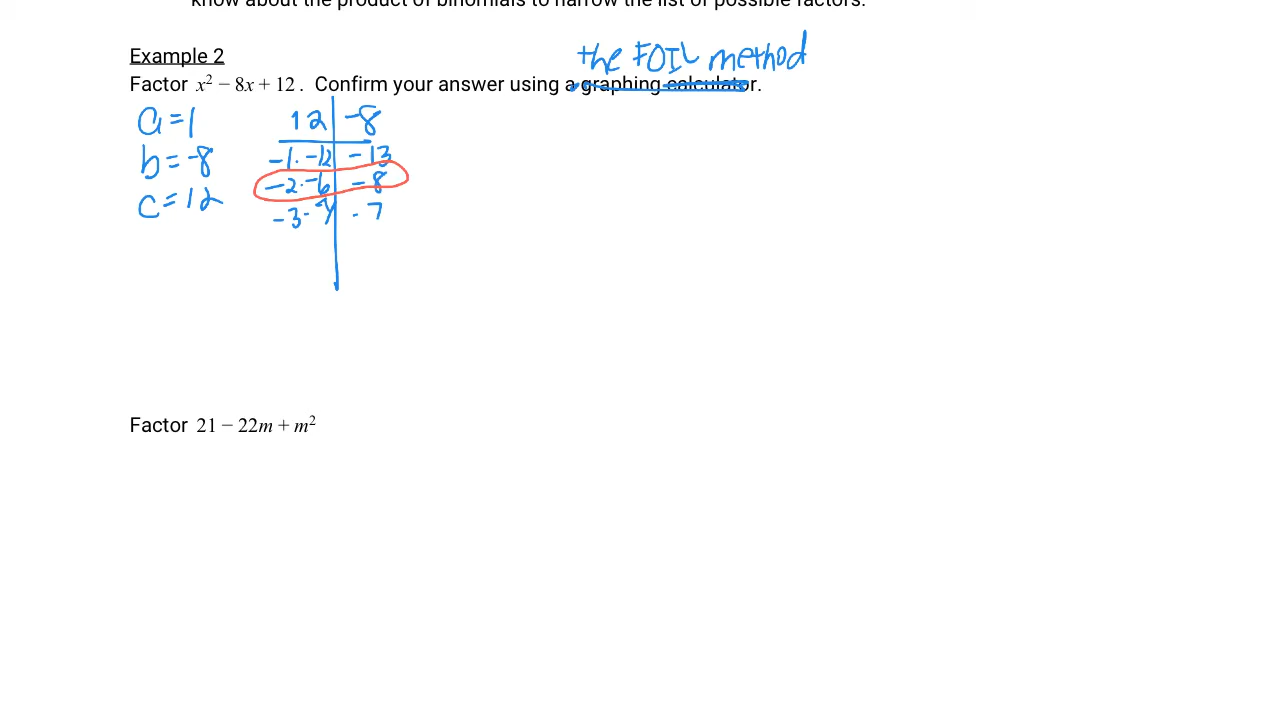 know about the product of binomials to narrow the list of possible factors.
Example 2
the FOIL method
Factor x² − 8x + 12 . Confirm your answer using a graphing calculator.
a=1
b=-8
c=12
12 | -8
-1·-12 | -13
-2·-6 | -8
-3·-4 | -7
Factor 21 − 22m + m²